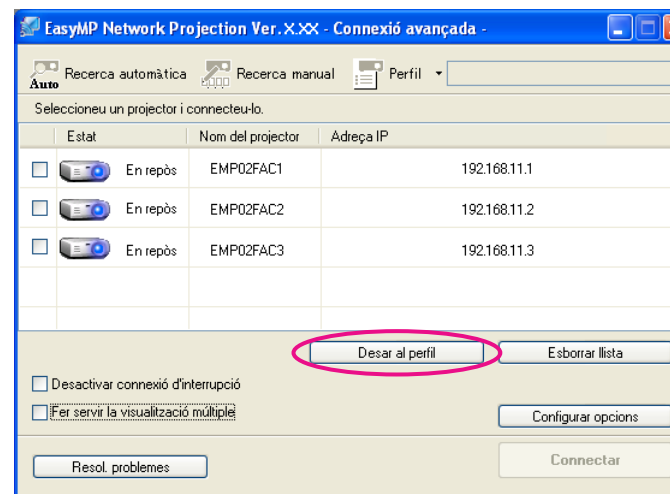 EasyMP Network Projection Ver.X.XX - Connexió avançada -
Auto Recerca automàtica Recerca manual Perfil
Seleccioneu un projector i connecteu-lo.
Estat Nom del projector Adreça IP
En repòs EMP02FAC1 192.168.11.1
En repòs EMP02FAC2 192.168.11.2
En repòs EMP02FAC3 192.168.11.3
Desar al perfil Esborrar llista
Desactivar connexió d'interrupció
Fer servir la visualització múltiple
Configurar opcions
Resol. problemes Connectar